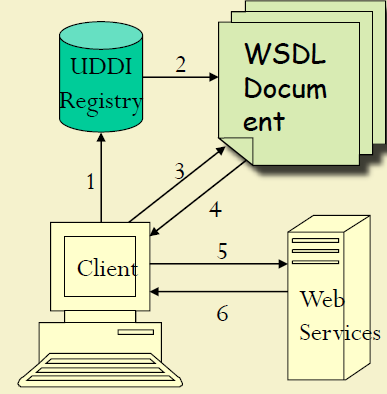 UDDI
Registry
2
WSDL
Docum
ent
1
3
4
Client
5
6
Web
Services